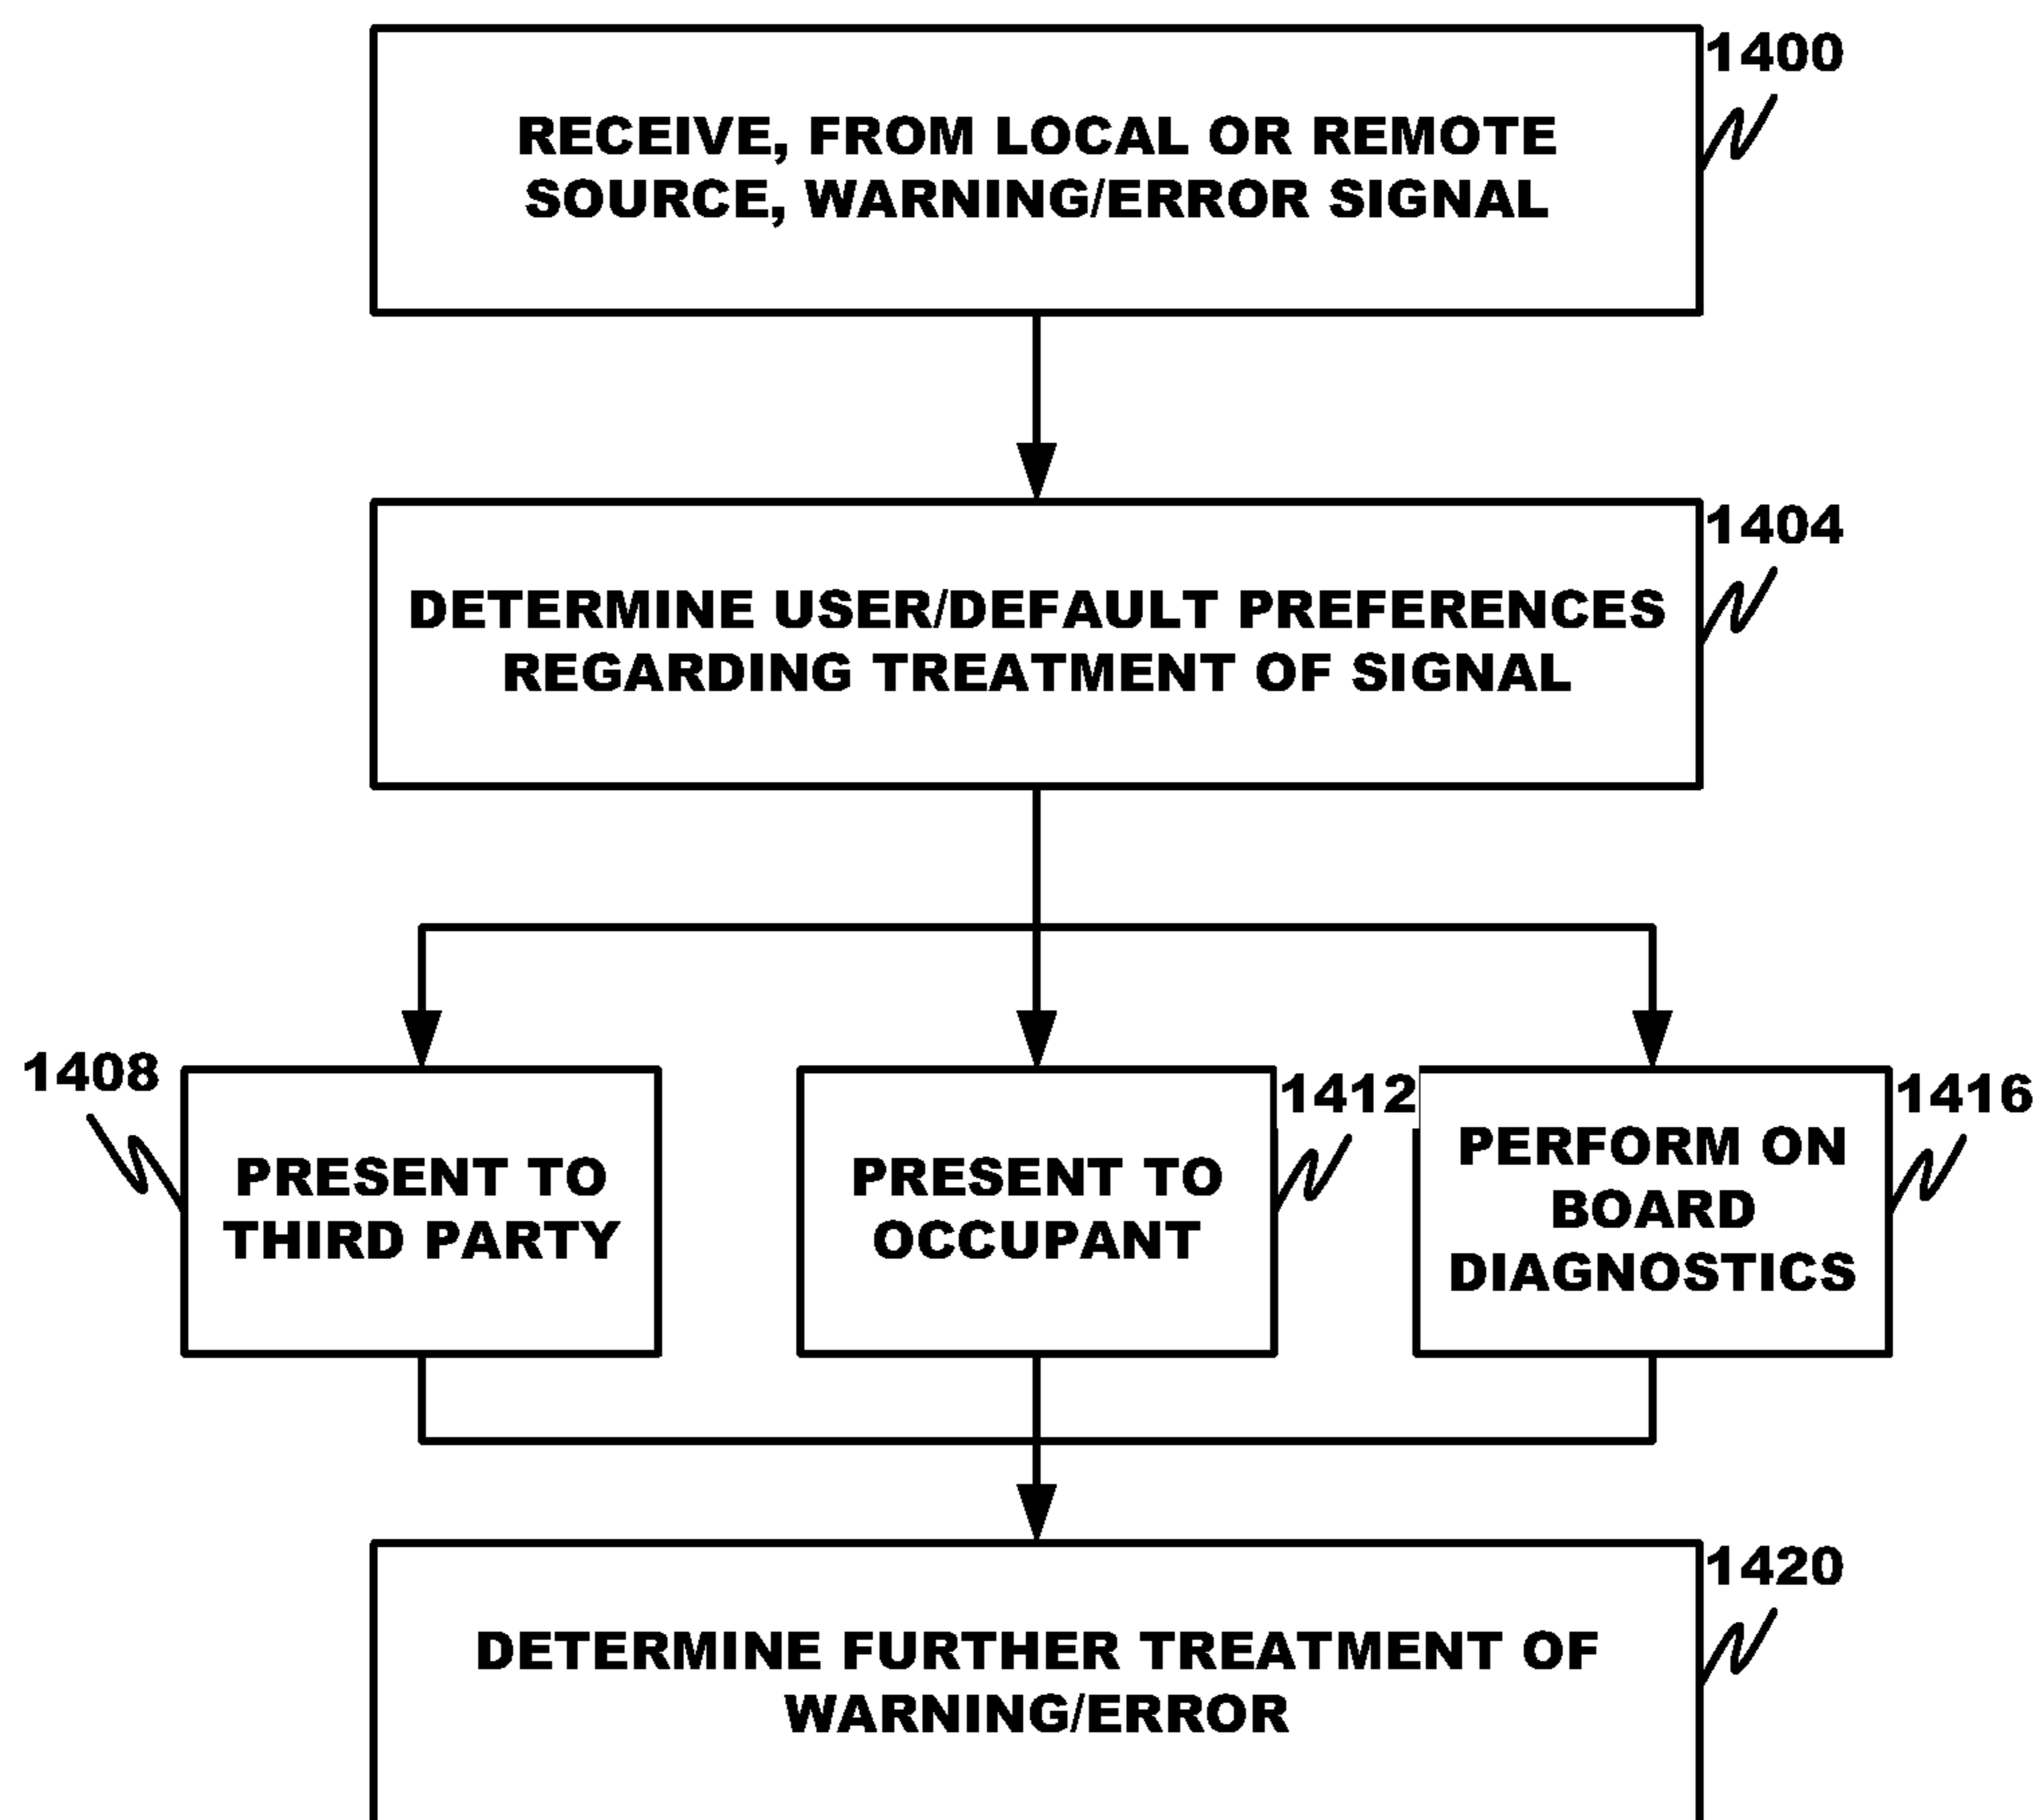 1400
RECEIVE, FROM LOCAL OR REMOTE
SOURCE, WARNING/ERROR SIGNAL
1404
DETERMINE USER/DEFAULT PREFERENCES
REGARDING TREATMENT OF SIGNAL
1408
PRESENT TO
THIRD PARTY
1412
PRESENT TO
OCCUPANT
1416
PERFORM ON
BOARD
DIAGNOSTICS
1420
DETERMINE FURTHER TREATMENT OF
WARNING/ERROR